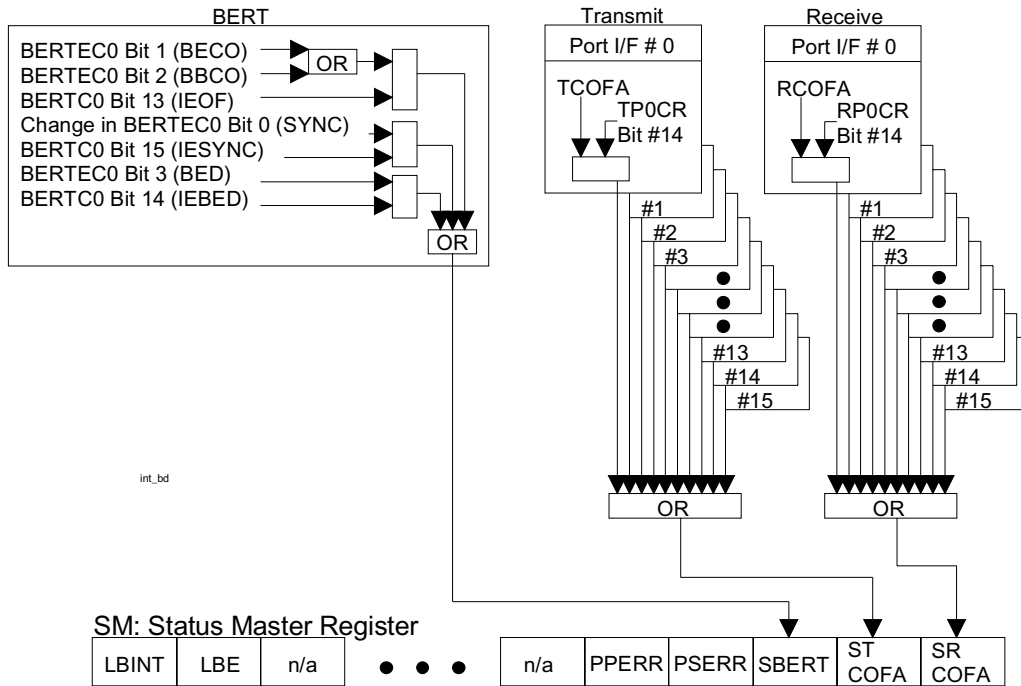 BERT
BERTEC0 Bit 1 (BECO)
BERTEC0 Bit 2 (BBCO)
OR
BERTC0 Bit 13 (IEOF)
Change in BERTEC0 Bit 0 (SYNC)
BERTC0 Bit 15 (IESYNC)
BERTEC0 Bit 3 (BED)
BERTC0 Bit 14 (IEBED)
OR
Transmit
Port I/F # 0
TCOFA
TP0CR
Bit #14
#1
#2
#3
#13
#14
#15
OR
Receive
Port I/F # 0
RCOFA
RP0CR
Bit #14
#1
#2
#3
#13
#14
#15
OR
int_bd
SM: Status Master Register
LBINT LBE n/a n/a PPERR PSERR SBERT ST COFA SR COFA